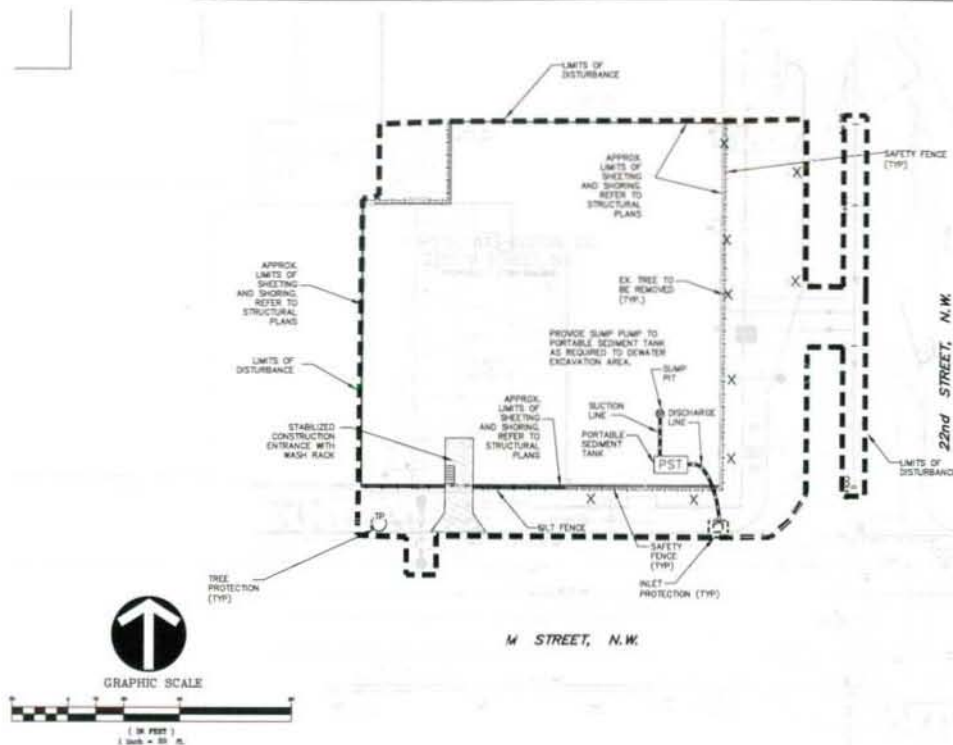 LIMITS OF
DISTURBANCE
SAFETY FENCE
(TYP)
APPROX.
LIMITS OF
SHEETING
AND SHORING.
REFER TO
STRUCTURAL
PLANS
APPROX.
LIMITS OF
SHEETING
AND SHORING.
REFER TO
STRUCTURAL
PLANS
EX. TREE TO
BE REMOVED
(TYP.)
PROVIDE SUMP PUMP TO
PORTABLE SEDIMENT TANK
AS REQUIRED TO DEWATER
EXCAVATION AREA.
LIMITS OF
DISTURBANCE
SUMP
PIT
SUCTION
LINE
DISCHARGE
LINE
APPROX.
LIMITS OF
SHEETING
AND SHORING.
REFER TO
STRUCTURAL
PLANS
STABILIZED
CONSTRUCTION
ENTRANCE WITH
WASH RACK
PORTABLE
SEDIMENT
TANK
PST
22nd STREET, N.W.
LIMITS OF
DISTURBANCE
TP
SILT FENCE
SAFETY
FENCE
(TYP)
INLET
PROTECTION (TYP)
TREE
PROTECTION
(TYP)
M STREET, N.W.
GRAPHIC SCALE
( IN FEET )